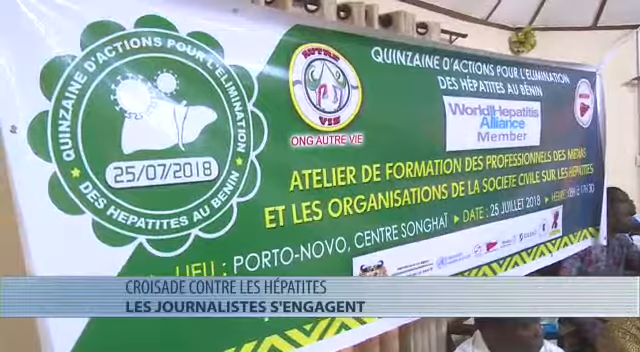 QUINZAINE D'ACTIONS POUR L'ELIMINATION
DES HEPATITES AU BENIN
25/07/2018
AUTRE
VIE
ONG AUTRE VIE
QUINZAINE D'ACTIONS POUR L'ELIMINATION
DES HÉPATITES AU BÉNIN
World Hepatitis
Alliance
Member
ATELIER DE FORMATION DES PROFESSIONNELS DES MEDIAS
ET LES ORGANISATIONS DE LA SOCIETE CIVILE SUR LES HEPATITES
LIEU : PORTO-NOVO, CENTRE SONGHAÏ ▸ DATE : 25 JUILLET 2018 ▸ HEURE:
CROISADE CONTRE LES HÉPATITES
LES JOURNALISTES S'ENGAGENT